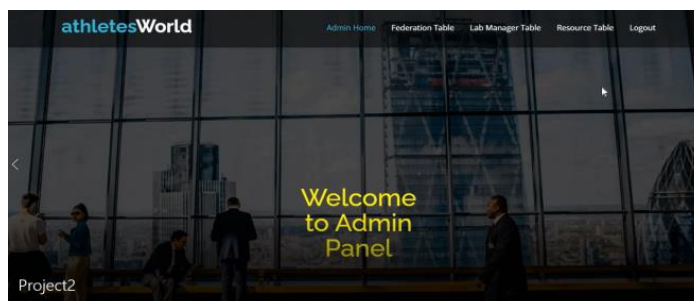 athletesWorld
Admin Home Federation Table Lab Manager Table Resource Table Logout
Welcome
to Admin
Panel
Project2